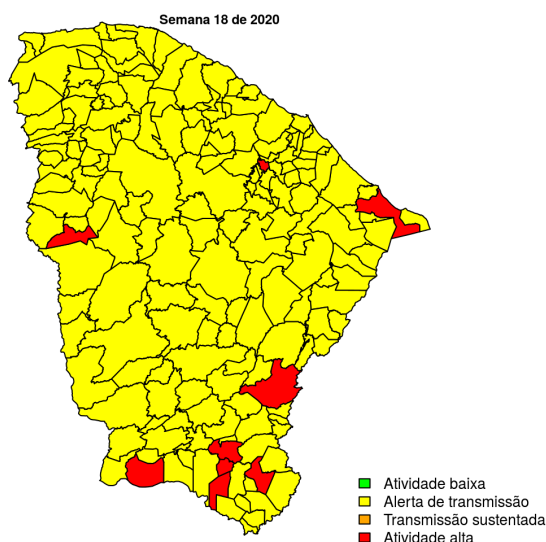 Semana 18 de 2020
Atividade baixa
Alerta de transmissão
Transmissão sustentada
Atividade alta